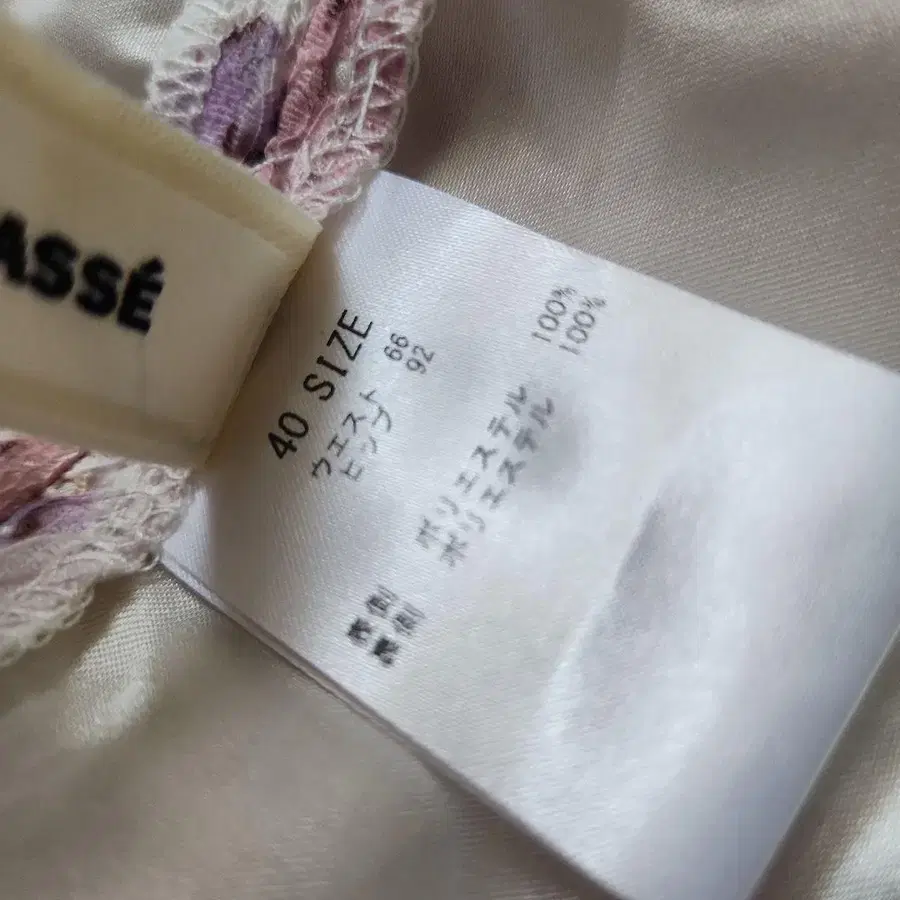 ASSÉ
40 SIZE
ウエスト 66
ヒップ 92
ポリエステル 100%
ポリエステル 100%